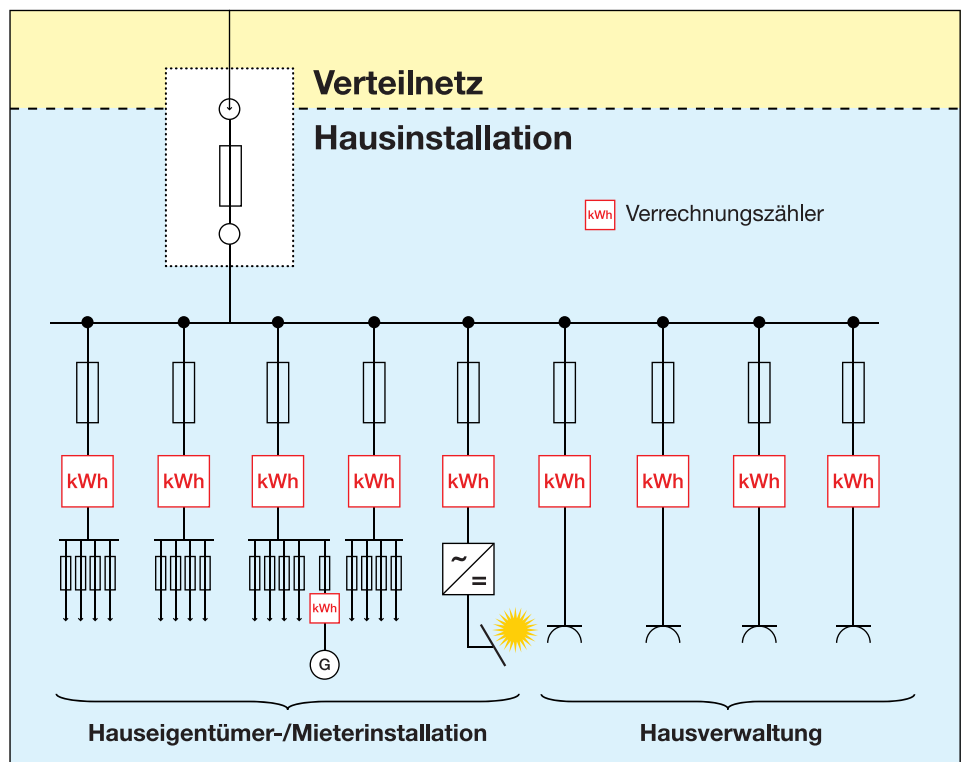 Verteilnetz
Hausinstallation
kWh Verrechnungszähler
kWh kWh kWh kWh kWh kWh kWh kWh kWh
~
=
kWh
G
Hauseigentümer-/Mieterinstallation Hausverwaltung